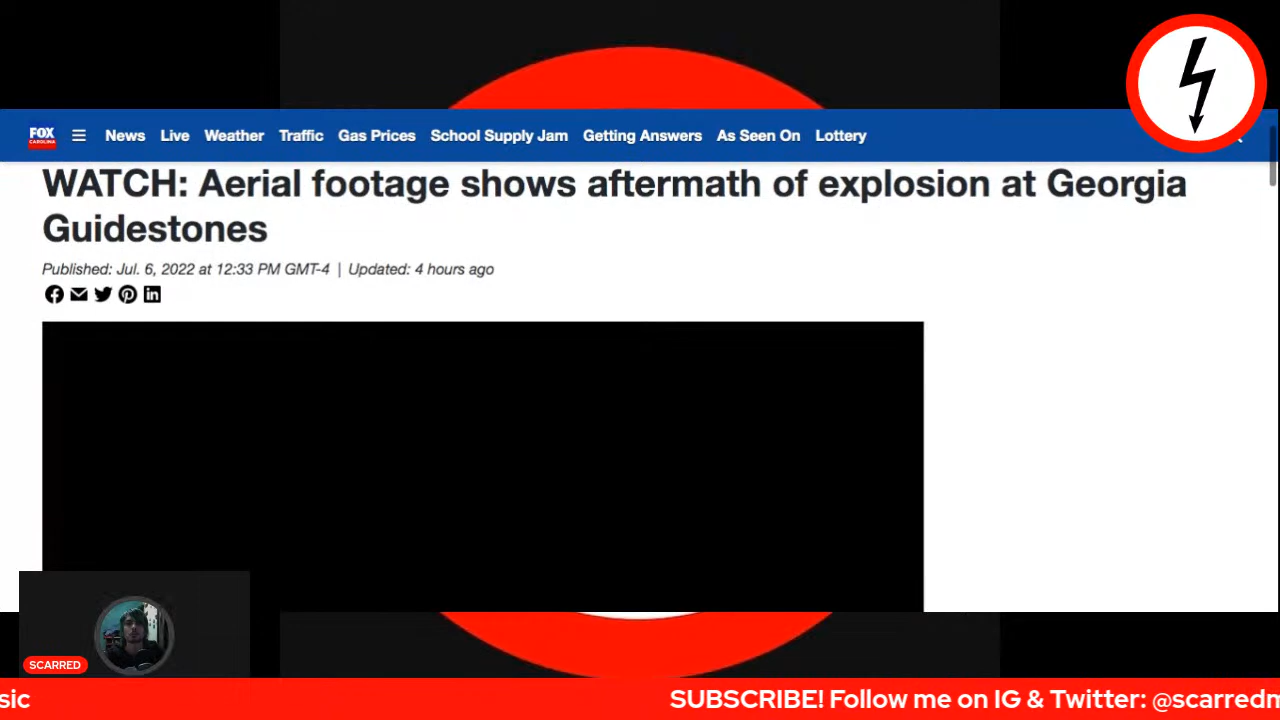 FOX
CAROLINA
News Live Weather Traffic Gas Prices School Supply Jam Getting Answers As Seen On Lottery
WATCH: Aerial footage shows aftermath of explosion at Georgia
Guidestones
Published: Jul. 6, 2022 at 12:33 PM GMT-4 | Updated: 4 hours ago
SCARRED
sic SUBSCRIBE! Follow me on IG & Twitter: @scarredm